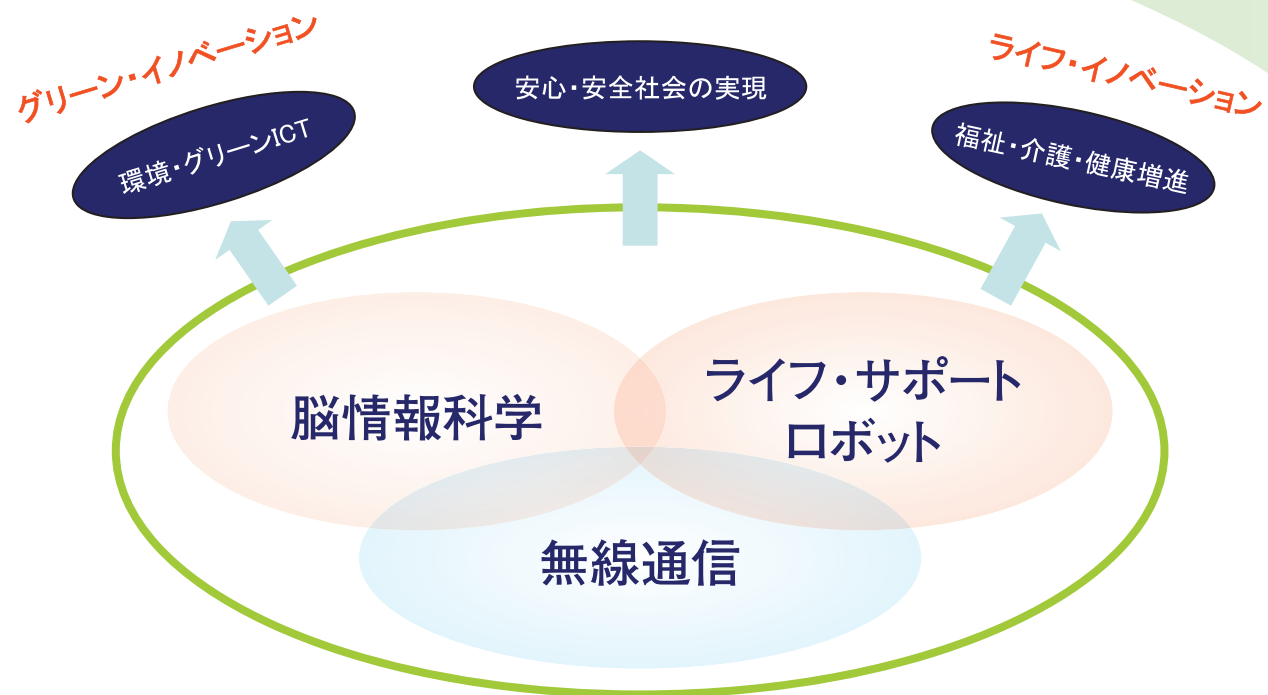 グリーン・イノベーション
環境・グリーンICT
安心・安全社会の実現
ライフ・イノベーション
福祉・介護・健康増進
脳情報科学
ライフ・サポート
ロボット
無線通信